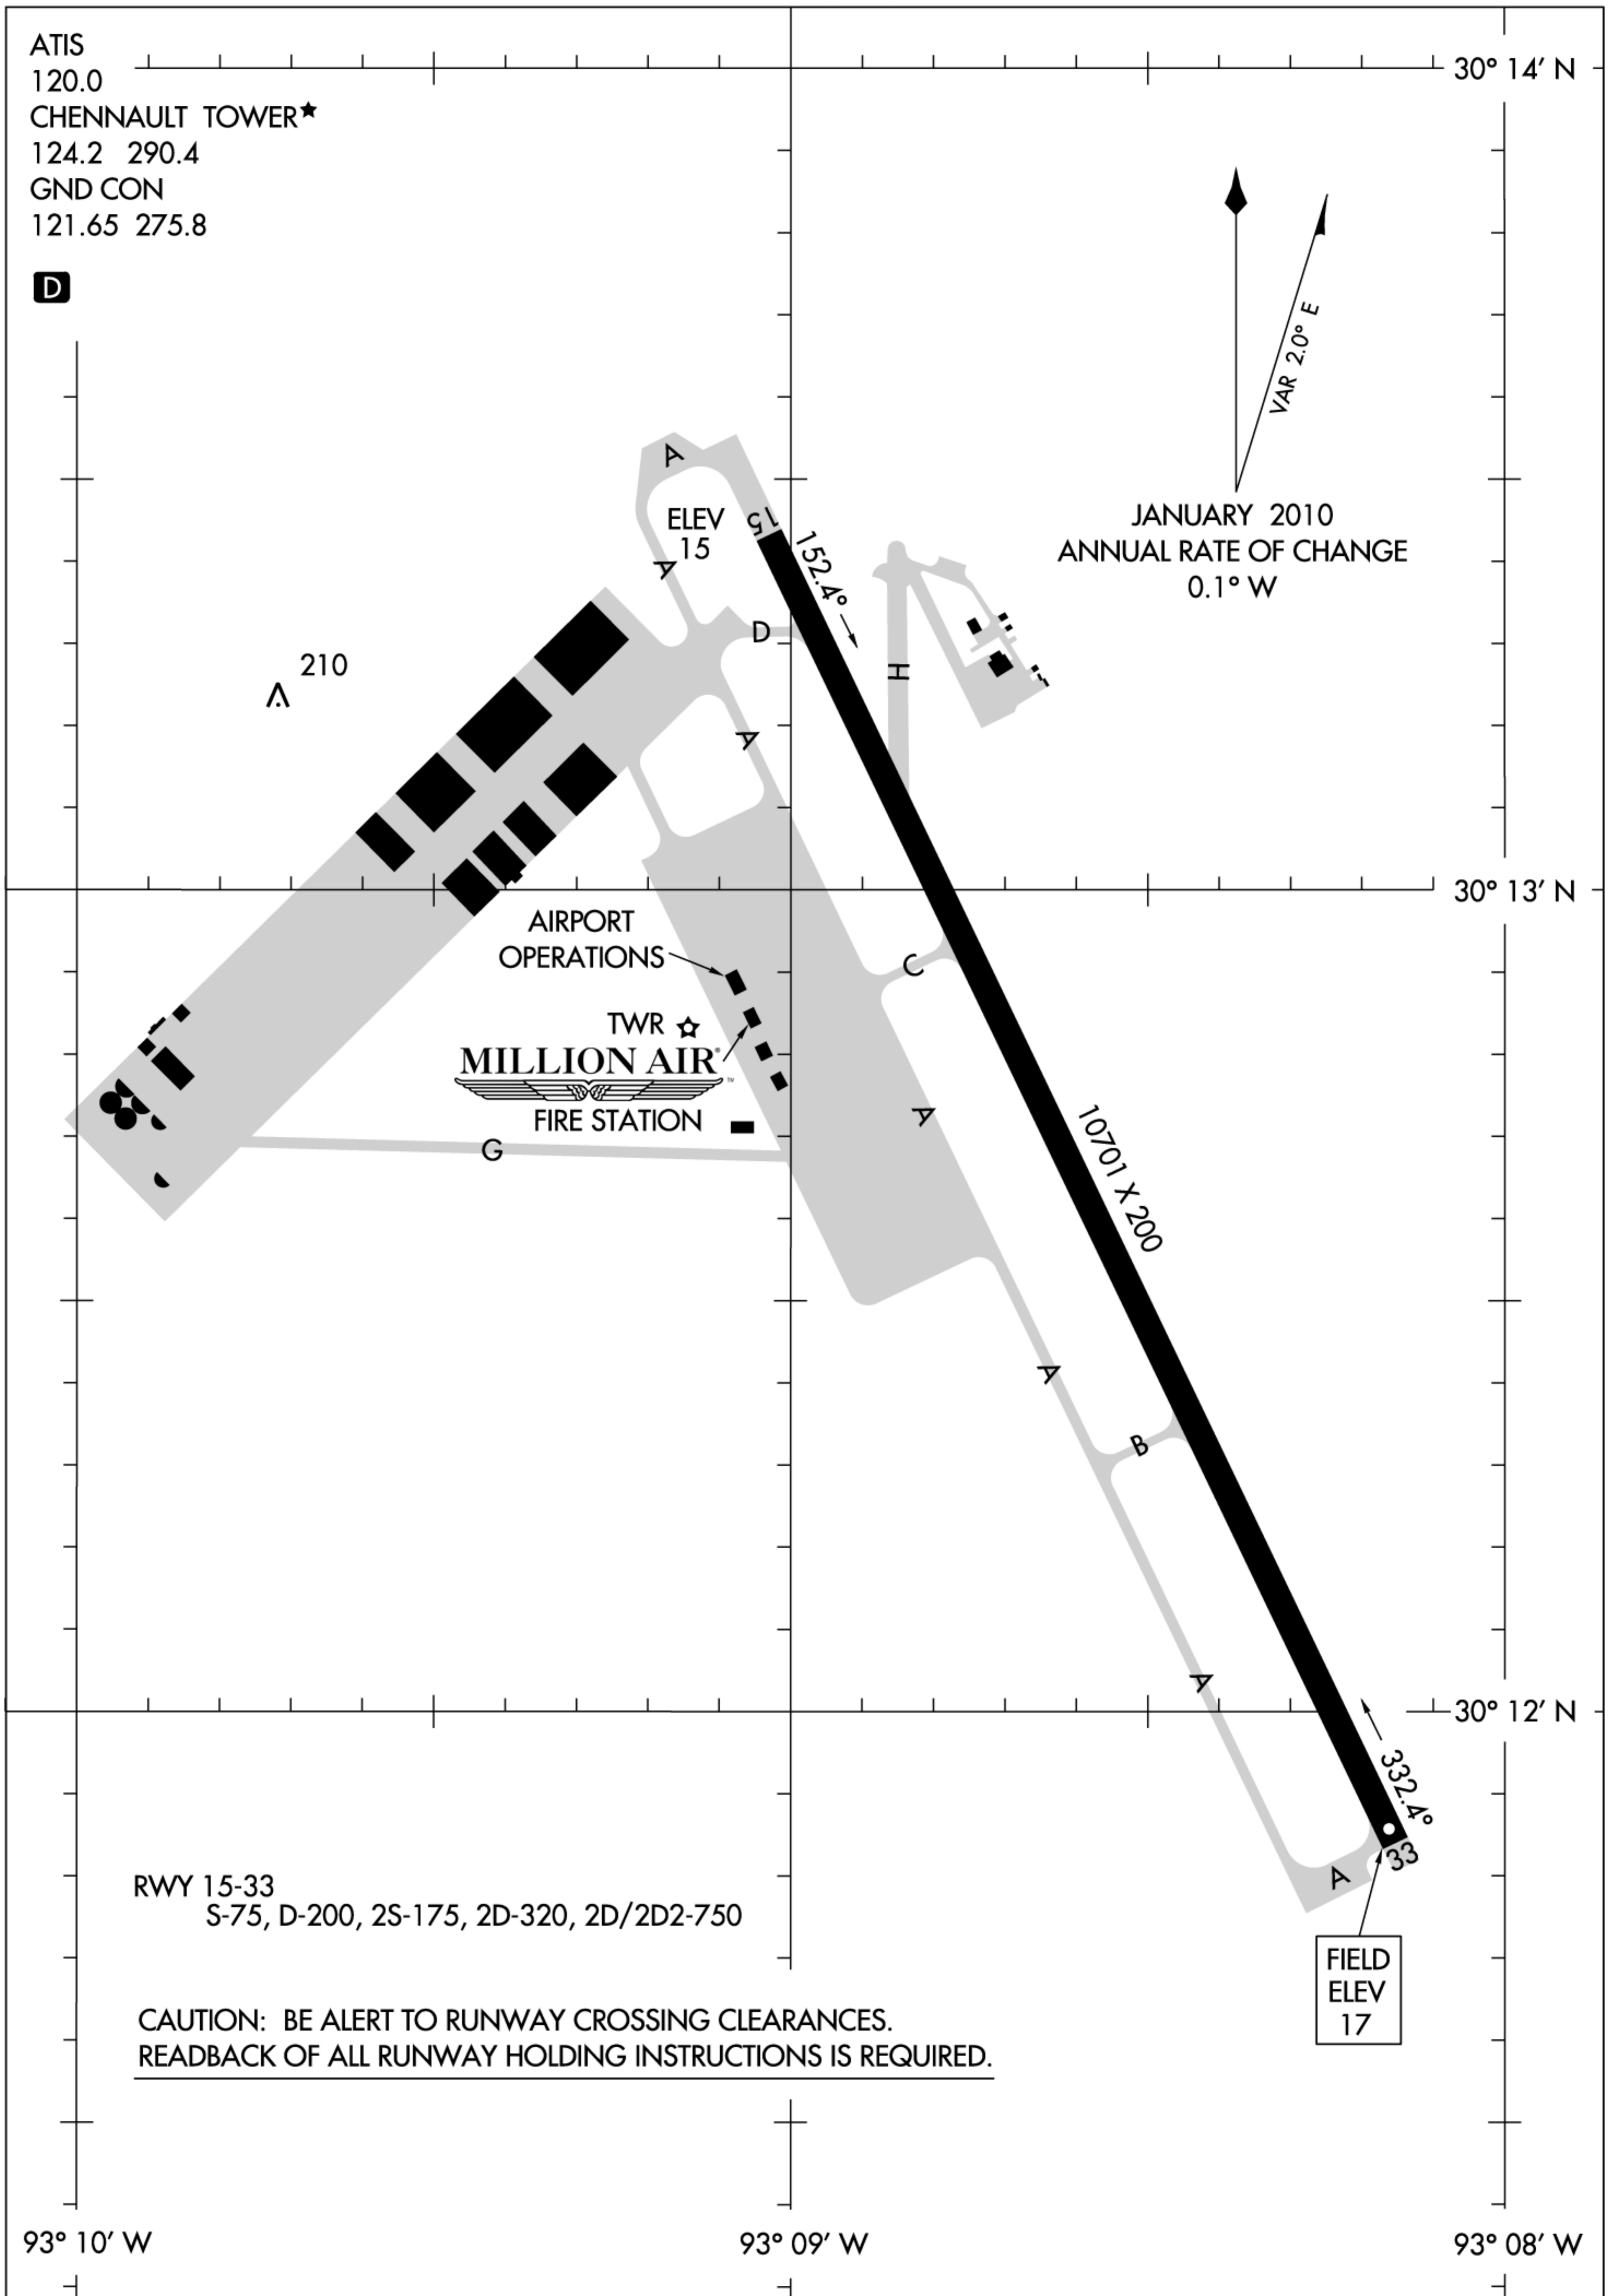 ATIS
120.0
CHENNAULT TOWER★
124.2 290.4
GND CON
121.65 275.8
D
30° 14′ N
VAR 2.0° E
JANUARY 2010
ANNUAL RATE OF CHANGE
0.1° W
A
ELEV
15
15
152.4°
A
D
H
210
A
30° 13′ N
AIRPORT
OPERATIONS
C
TWR
MILLION AIR®
™
FIRE STATION
A
G
10701 X 200
A
B
A
30° 12′ N
332.4°
33
A
RWY 15-33
S-75, D-200, 2S-175, 2D-320, 2D/2D2-750
FIELD
ELEV
17
CAUTION: BE ALERT TO RUNWAY CROSSING CLEARANCES.
READBACK OF ALL RUNWAY HOLDING INSTRUCTIONS IS REQUIRED.
93° 10′ W
93° 09′ W
93° 08′ W